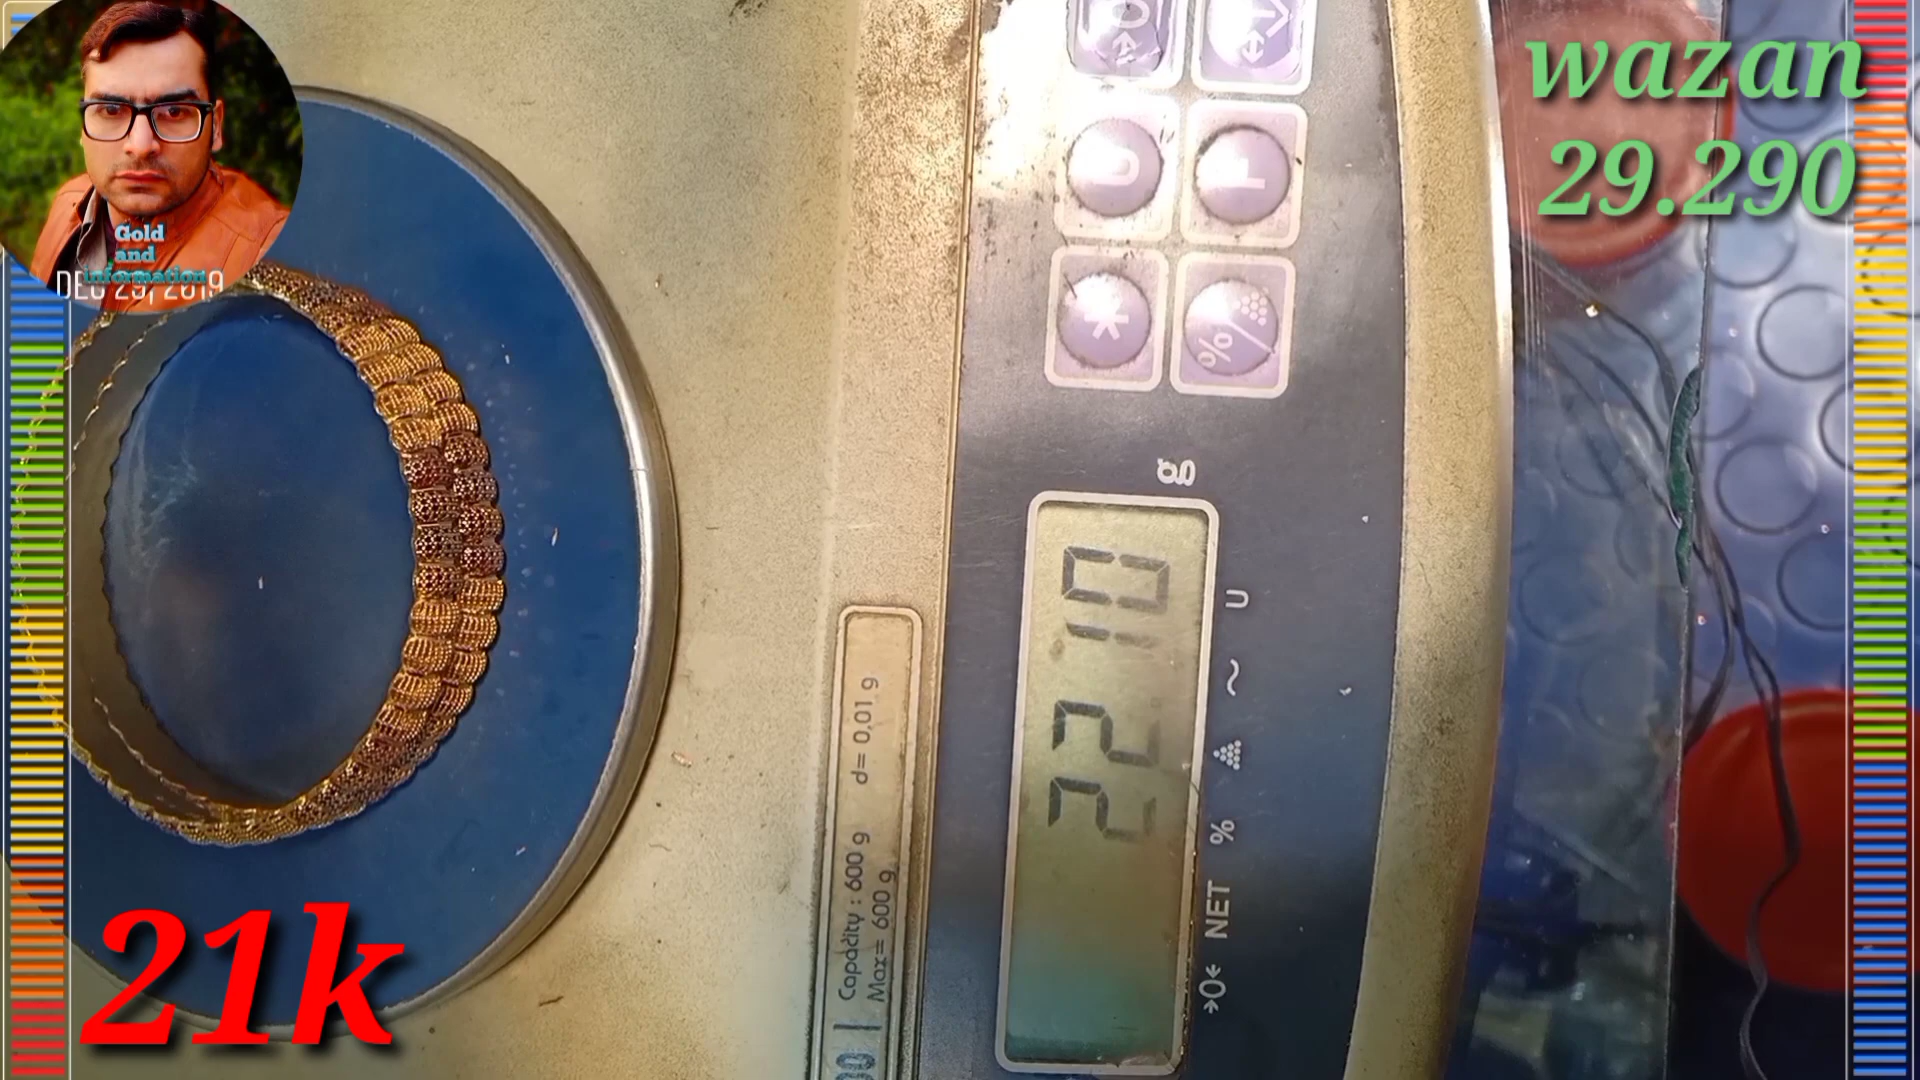 wazan
29.290
Gold
and
information
DEC 29, 2019
%
g
22.10
→0← NET % ~ U
Capacity : 600 g d= 0,01 g
Max= 600 g
21k